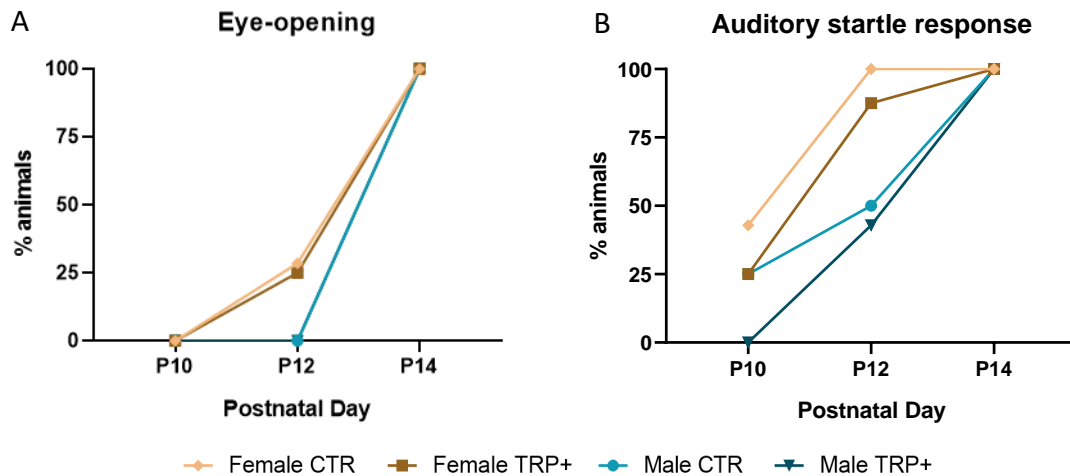 A
Eye-opening
% animals
100
75
50
25
0
P10 P12 P14
Postnatal Day
B
Auditory startle response
% animals
100
75
50
25
0
P10 P12 P14
Postnatal Day
Female CTR Female TRP+ Male CTR Male TRP+